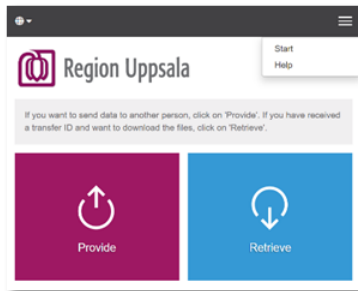 Start
Help
Region Uppsala
If you want to send data to another person, click on 'Provide'. If you have received
a transfer ID and want to download the files, click on 'Retrieve'.
Provide
Retrieve